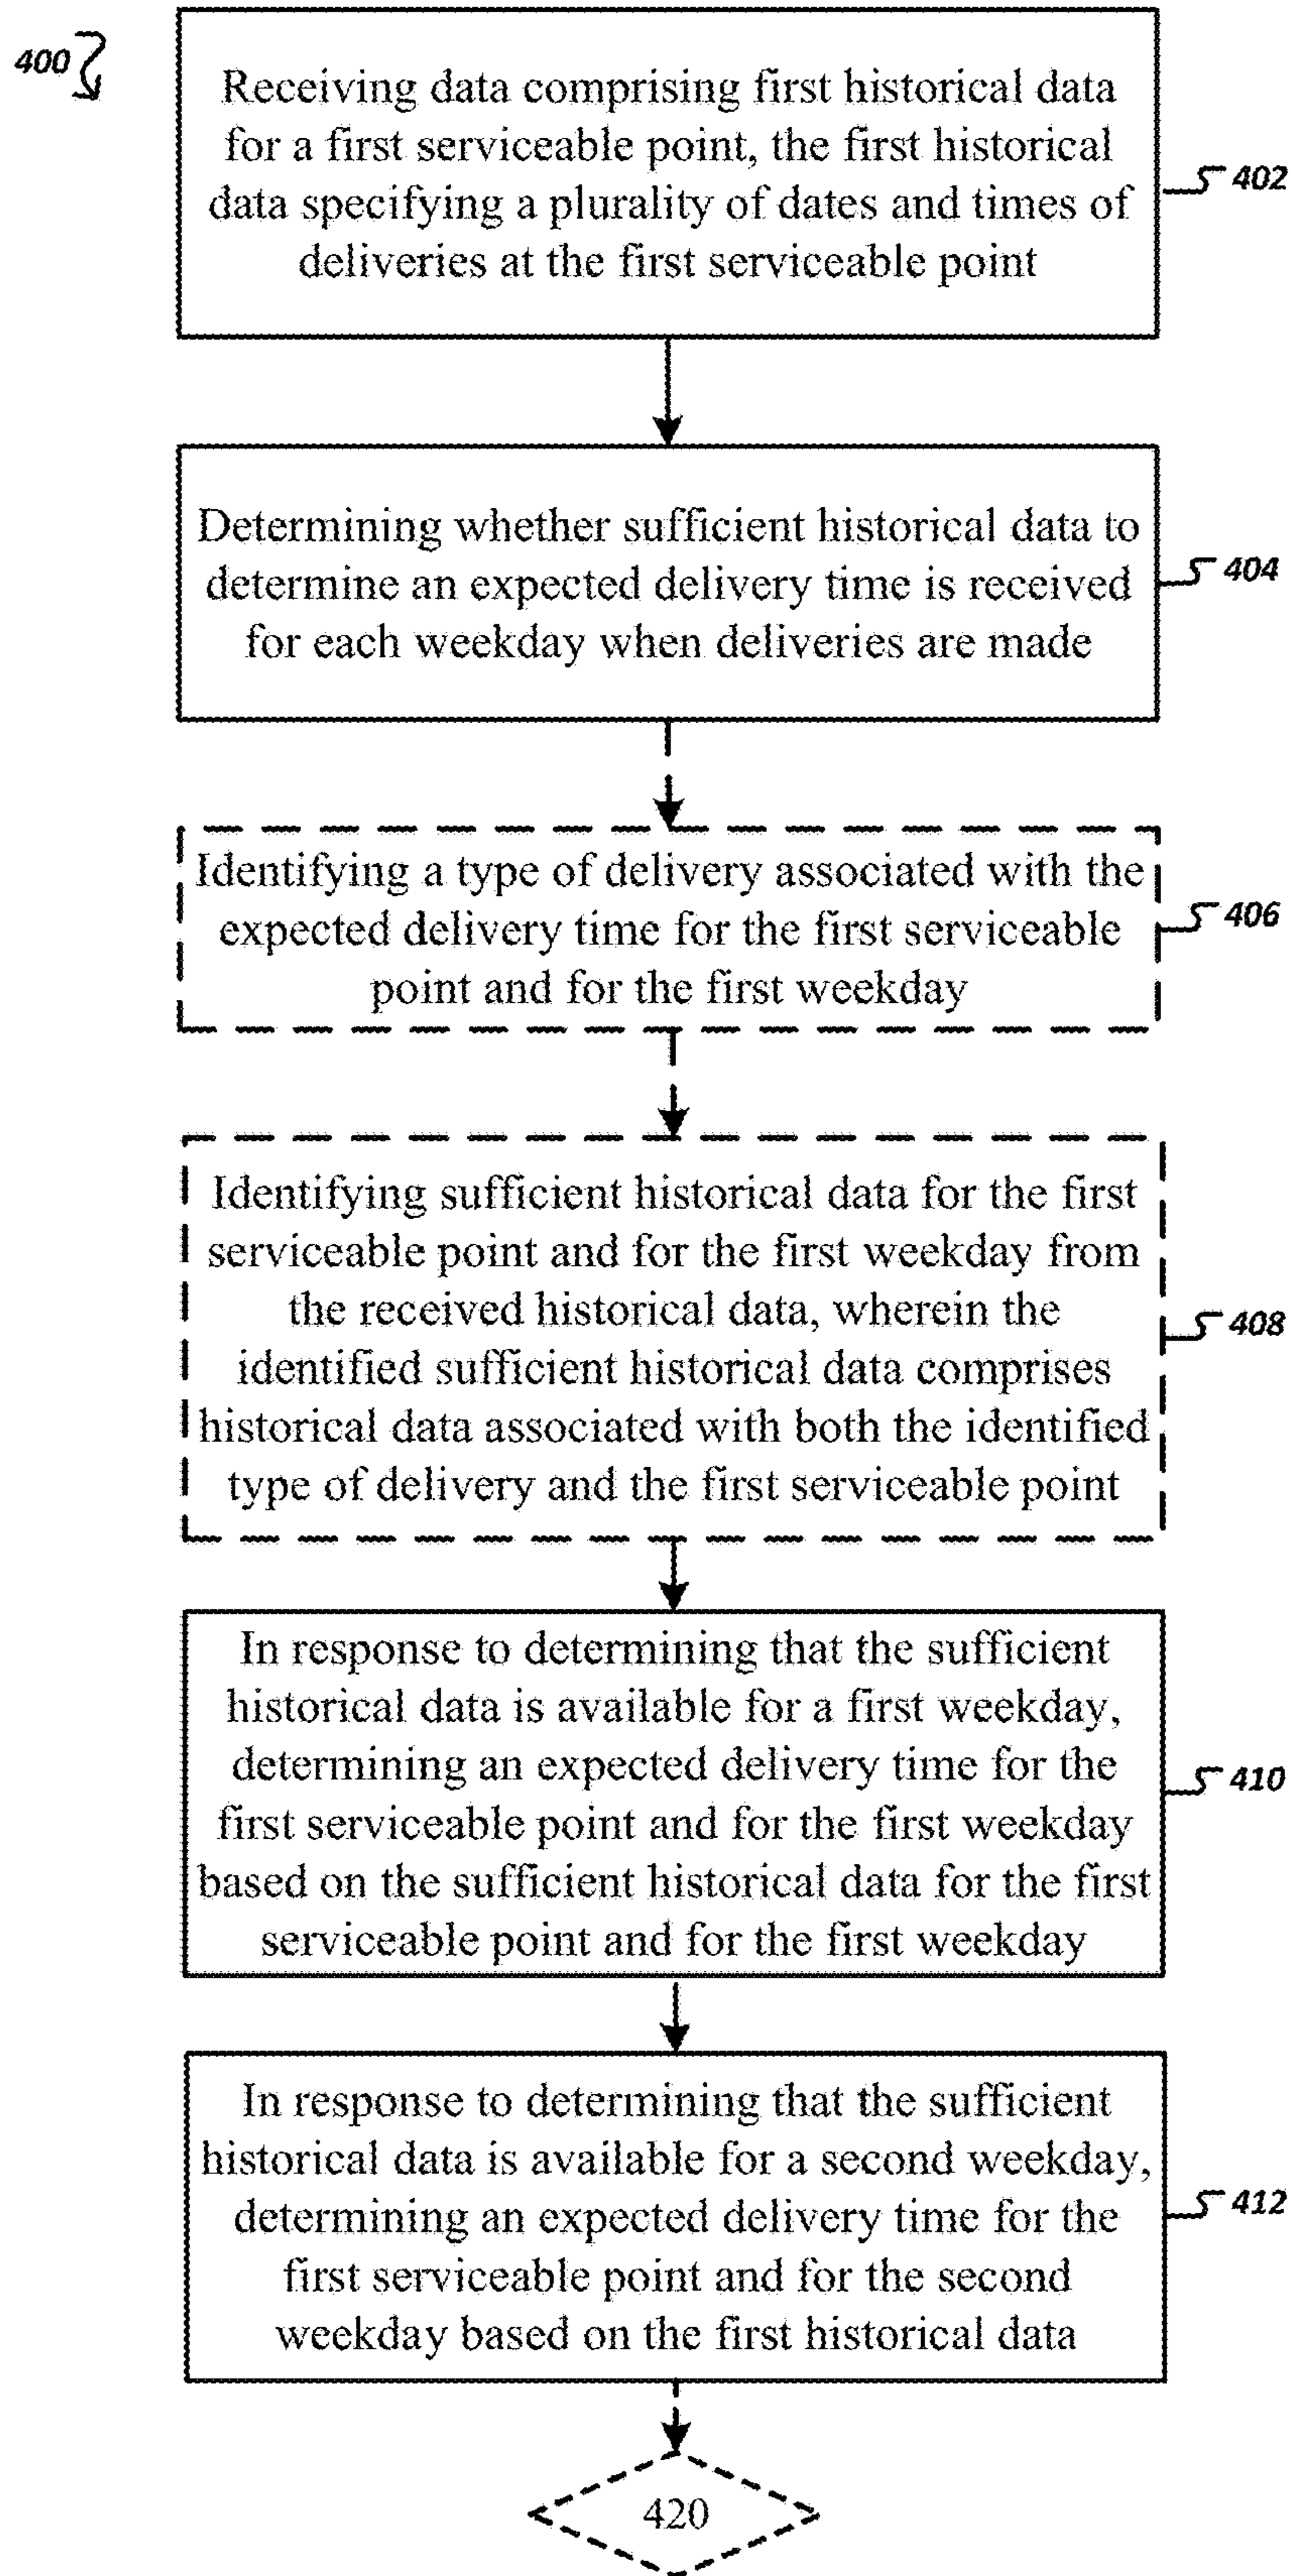 400
Receiving data comprising first historical data
for a first serviceable point, the first historical
data specifying a plurality of dates and times of
deliveries at the first serviceable point
402
Determining whether sufficient historical data to
determine an expected delivery time is received
for each weekday when deliveries are made
404
Identifying a type of delivery associated with the
expected delivery time for the first serviceable
point and for the first weekday
406
Identifying sufficient historical data for the first
serviceable point and for the first weekday from
the received historical data, wherein the
identified sufficient historical data comprises
historical data associated with both the identified
type of delivery and the first serviceable point
408
In response to determining that the sufficient
historical data is available for a first weekday,
determining an expected delivery time for the
first serviceable point and for the first weekday
based on the sufficient historical data for the first
serviceable point and for the first weekday
410
In response to determining that the sufficient
historical data is available for a second weekday,
determining an expected delivery time for the
first serviceable point and for the second
weekday based on the first historical data
412
420